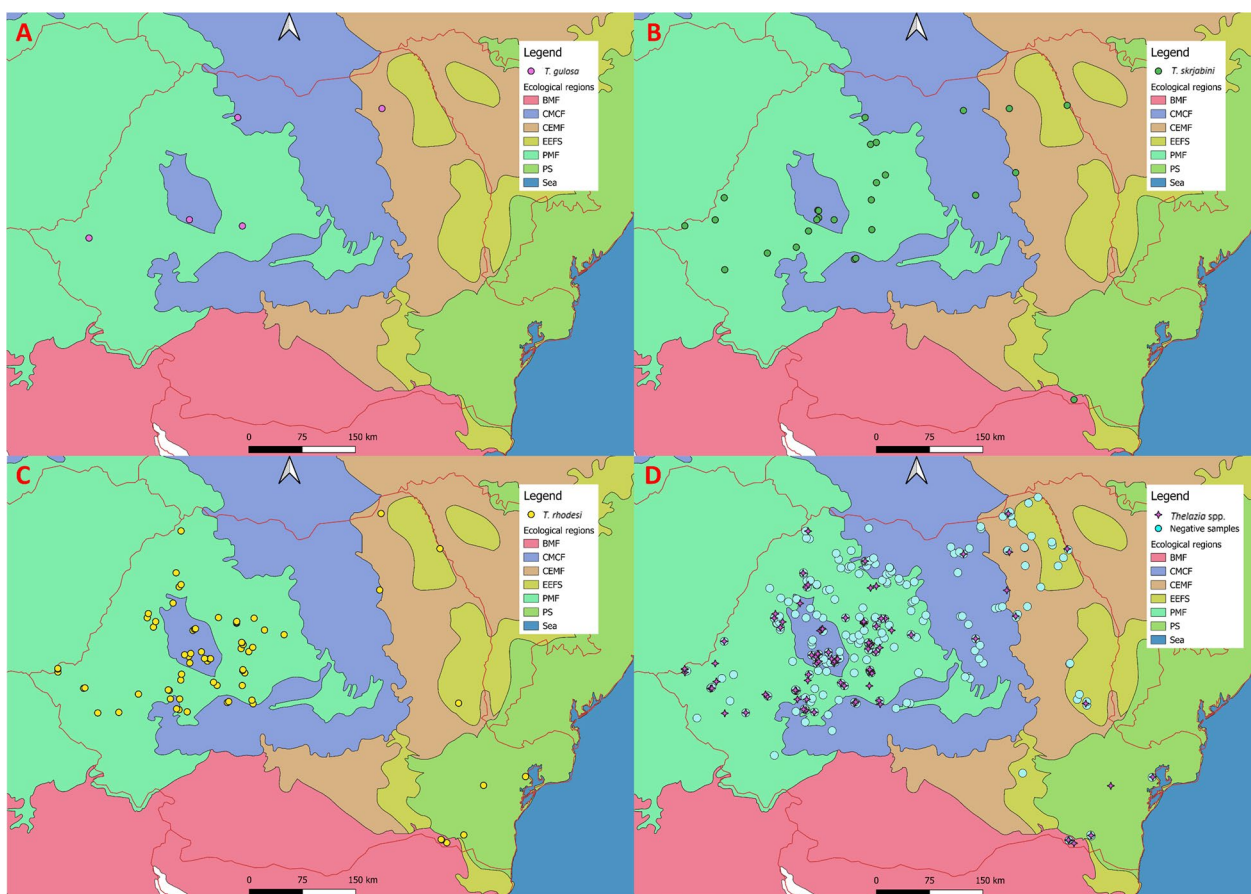 A
Legend
T. gulosa
Ecological regions
BMF
CMCF
CEMF
EEFS
PMF
PS
Sea
0 75 150 km
B
Legend
T. skrjabini
Ecological regions
BMF
CMCF
CEMF
EEFS
PMF
PS
Sea
0 75 150 km
C
Legend
T. rhodesi
Ecological regions
BMF
CMCF
CEMF
EEFS
PMF
PS
Sea
0 75 150 km
D
Legend
Thelazia spp.
Negative samples
Ecological regions
BMF
CMCF
CEMF
EEFS
PMF
PS
Sea
0 75 150 km